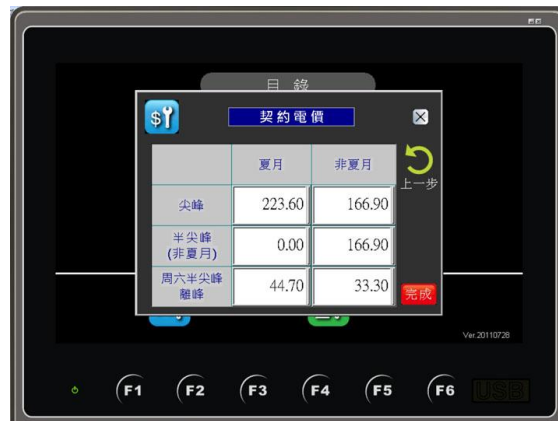 目 錄
$
契約電價
夏月
非夏月
上一步
尖峰
223.60
166.90
半尖峰
(非夏月)
0.00
166.90
周六半尖峰
離峰
44.70
33.30
完成
Ver.20110728
F1
F2
F3
F4
F5
F6
USB